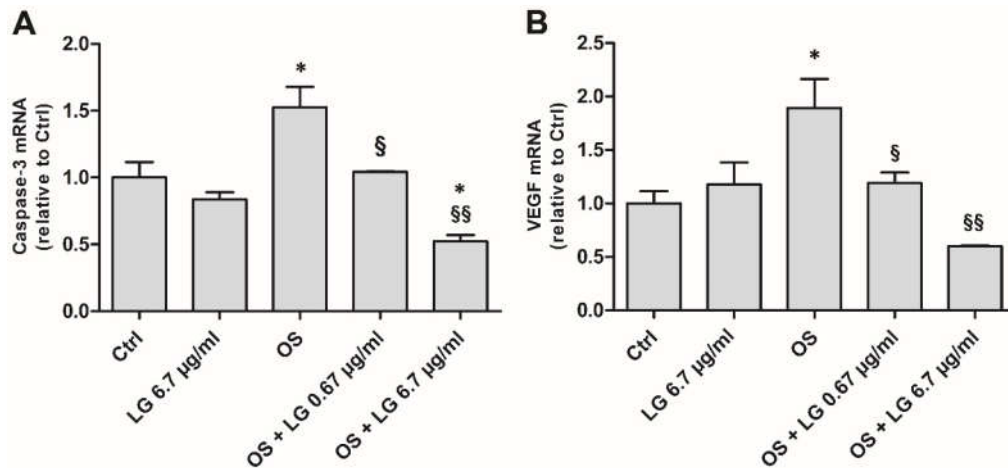 A
Caspase-3 mRNA
(relative to Ctrl)
2.0
1.5
1.0
0.5
0.0
*
§
*
§§
Ctrl
LG 6.7 µg/ml
OS
OS + LG 0.67 µg/ml
OS + LG 6.7 µg/ml
B
VEGF mRNA
(relative to Ctrl)
2.5
2.0
1.5
1.0
0.5
0.0
*
§
§§
Ctrl
LG 6.7 µg/ml
OS
OS + LG 0.67 µg/ml
OS + LG 6.7 µg/ml